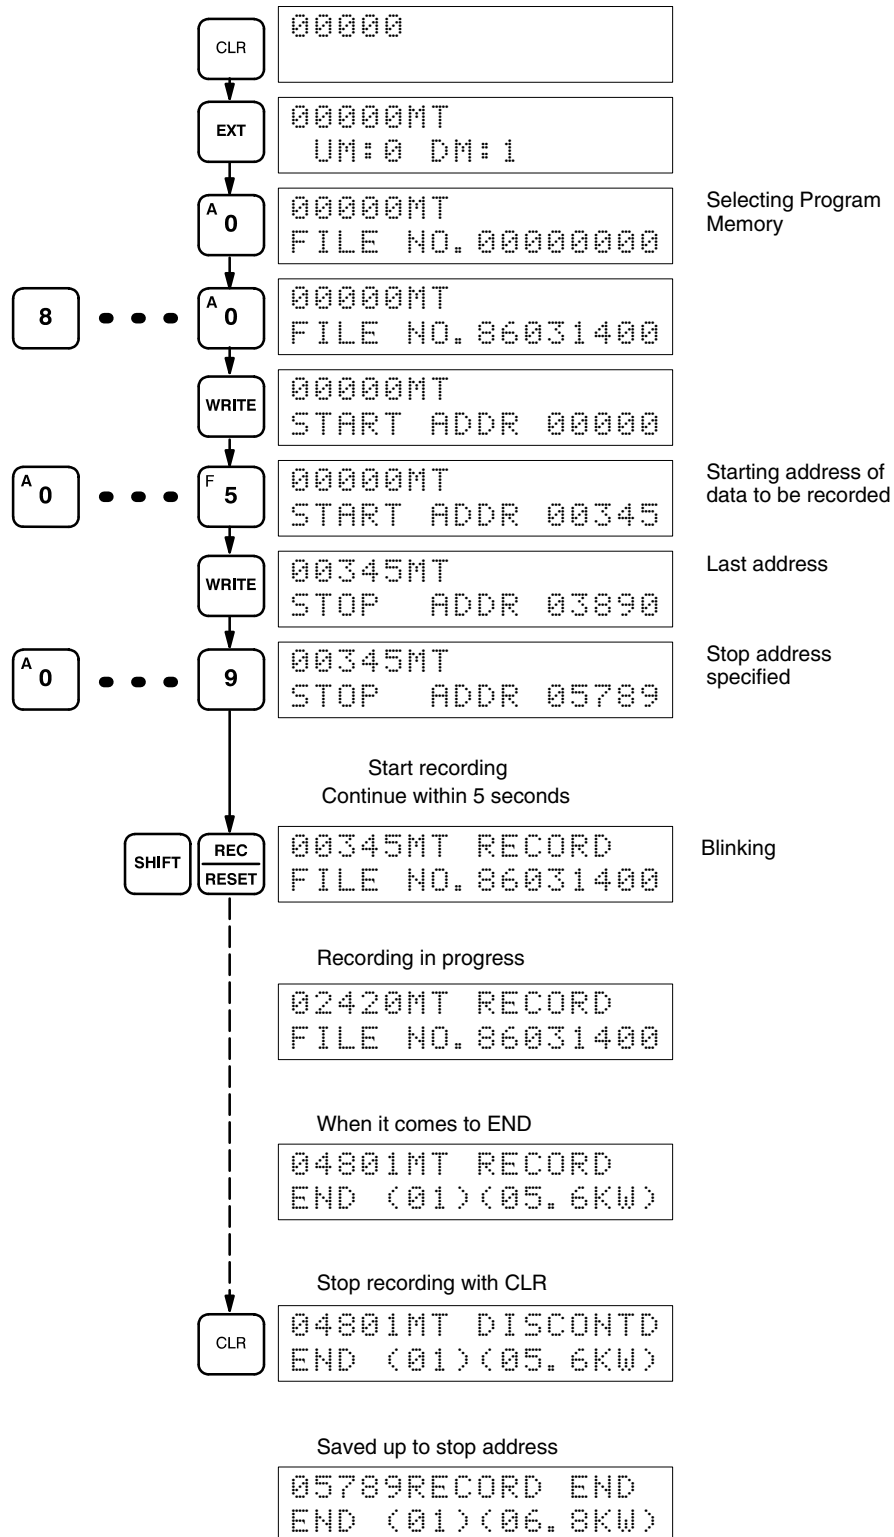 CLR
00000
EXT
00000MT
UM:0 DM:1
A 0
00000MT
FILE NO.00000000
Selecting Program
Memory
8
A 0
00000MT
FILE NO.86031400
WRITE
00000MT
START ADDR 00000
A 0
F 5
00000MT
START ADDR 00345
Starting address of
data to be recorded
WRITE
00345MT
STOP ADDR 03890
Last address
A 0
9
00345MT
STOP ADDR 05789
Stop address
specified
Start recording
Continue within 5 seconds
SHIFT
REC
RESET
00345MT RECORD
FILE NO.86031400
Blinking
Recording in progress
02420MT RECORD
FILE NO.86031400
When it comes to END
04801MT RECORD
END (01)(05.6KW)
Stop recording with CLR
CLR
04801MT DISCONTD
END (01)(05.6KW)
Saved up to stop address
05789RECORD END
END (01)(06.8KW)